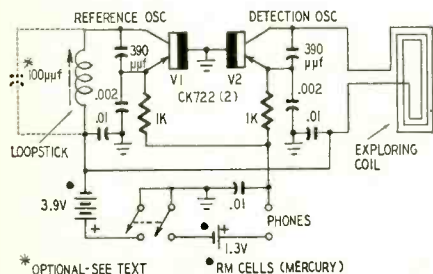 REFERENCE OSC
DETECTION OSC
*
100μμf
390
μμf
V1
V2
390
μμf
CK722 (2)
.002
.002
.01
1K
1K
.01
LOOPSTICK
EXPLORING
COIL
3.9V
+
.01
PHONES
+
1.3V
*OPTIONAL-SEE TEXT
•RM CELLS (MERCURY)